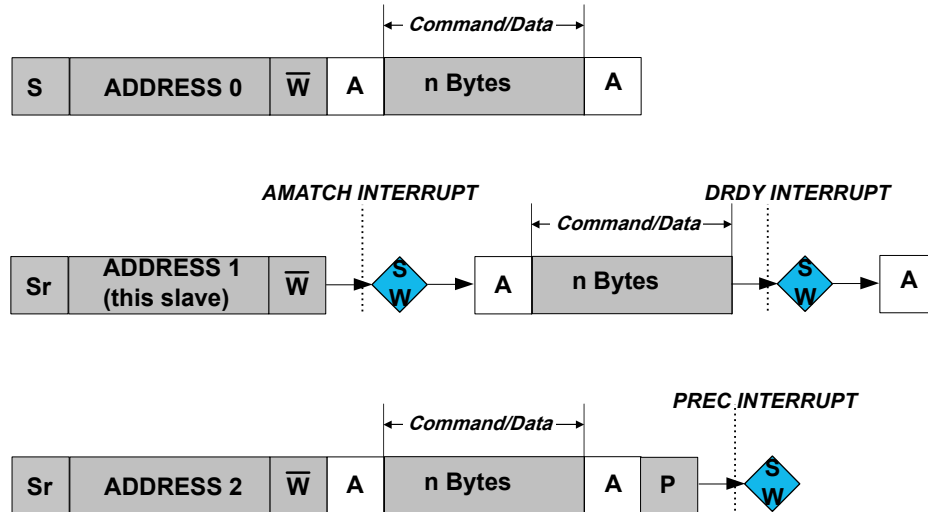 Command/Data
S ADDRESS 0 W̅ A n Bytes A
AMATCH INTERRUPT DRDY INTERRUPT
Command/Data
Sr ADDRESS 1 (this slave) W̅ S W A n Bytes S W A
PREC INTERRUPT
Command/Data
Sr ADDRESS 2 W̅ A n Bytes A P S W